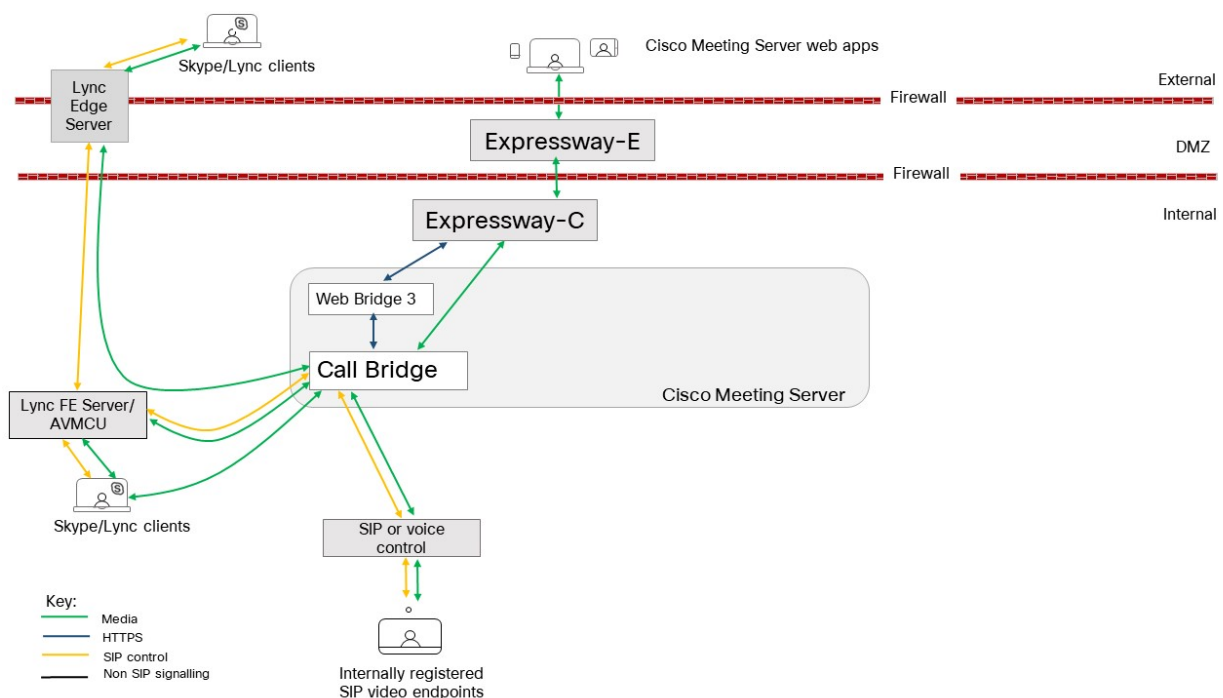 Skype/Lync clients
Cisco Meeting Server web apps
External
Lync
Edge
Server
Firewall
Expressway-E
DMZ
Firewall
Expressway-C
Internal
Web Bridge 3
Call Bridge
Cisco Meeting Server
Lync FE Server/
AVMCU
Skype/Lync clients
SIP or voice
control
Key:
Media
HTTPS
SIP control
Non SIP signalling
Internally registered
SIP video endpoints